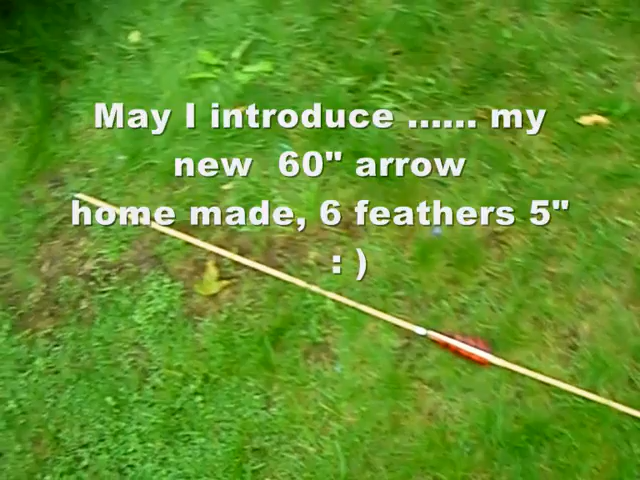 May I introduce ...... my
new 60" arrow
home made, 6 feathers 5"
: )